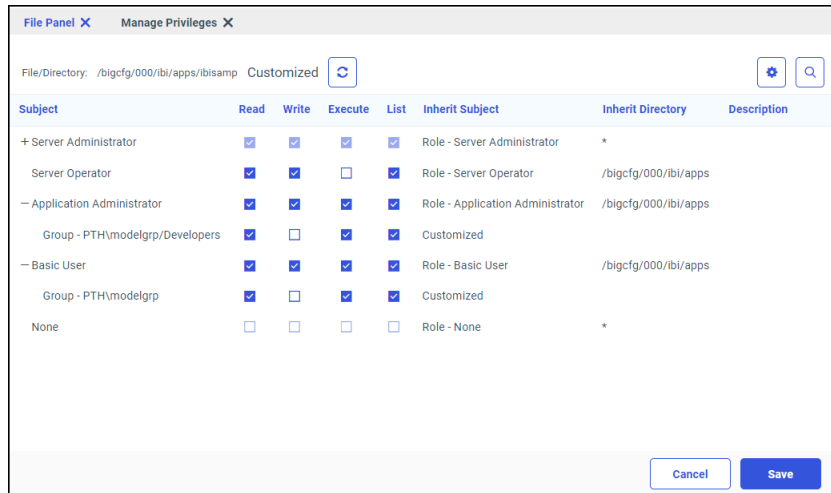 File Panel X Manage Privileges X
File/Directory: /bigcfg/000/ibi/apps/ibisamp Customized
Subject Read Write Execute List Inherit Subject Inherit Directory Description
+ Server Administrator Role - Server Administrator *
Server Operator Role - Server Operator /bigcfg/000/ibi/apps
− Application Administrator Role - Application Administrator /bigcfg/000/ibi/apps
Group - PTH\modelgrp/Developers Customized
− Basic User Role - Basic User /bigcfg/000/ibi/apps
Group - PTH\modelgrp Customized
None Role - None *
Cancel Save